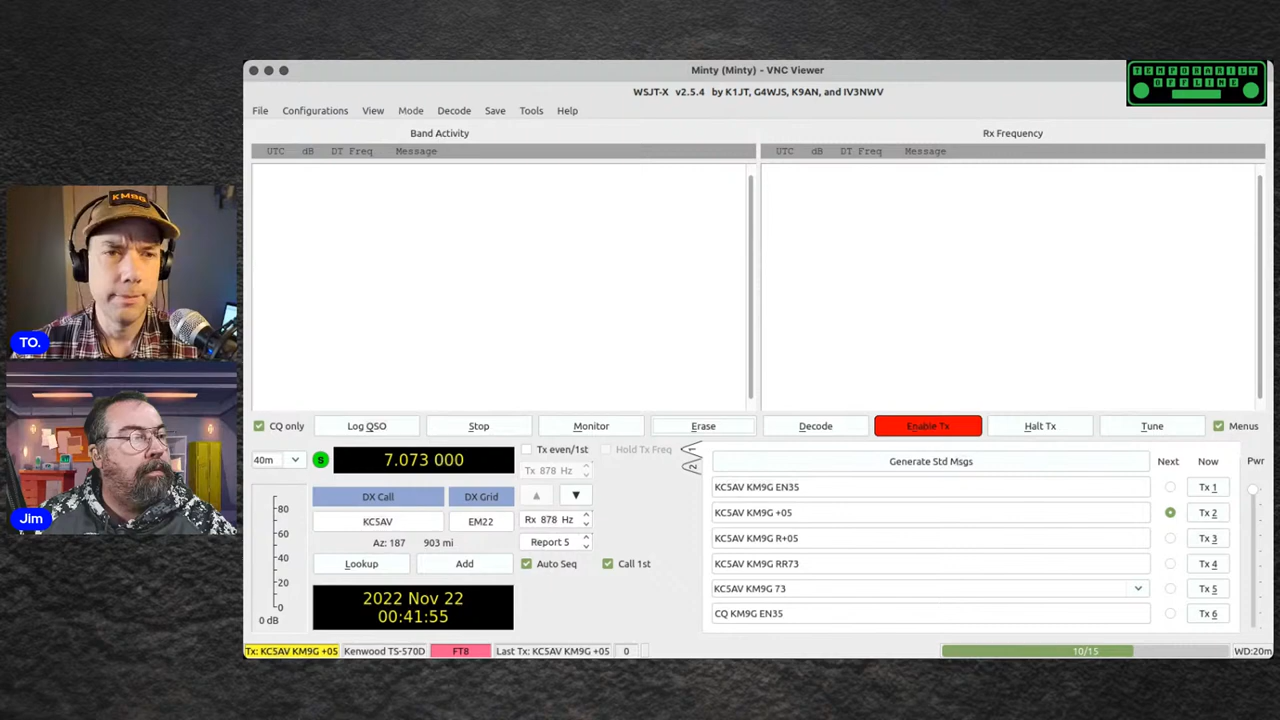 Minty (Minty) - VNC Viewer
TEMPORARILY
OFFLINE
WSJT-X v2.5.4 by K1JT, G4WJS, K9AN, and IV3NWV
File Configurations View Mode Decode Save Tools Help
Band Activity Rx Frequency
UTC dB DT Freq Message UTC dB DT Freq Message
KM9G
TO.
Jim
CQ only Log QSO Stop Monitor Erase Decode Enable Tx Halt Tx Tune Menus
40m S 7.073 000 Tx even/1st Hold Tx Freq 1 2 Generate Std Msgs Next Now Pwr
Tx 878 Hz
DX Call DX Grid ▲ ▼ KC5AV KM9G EN35 Tx 1
KC5AV EM22 Rx 878 Hz KC5AV KM9G +05 Tx 2
Az: 187 903 mi Report 5 KC5AV KM9G R+05 Tx 3
Lookup Add Auto Seq Call 1st KC5AV KM9G RR73 Tx 4
KC5AV KM9G 73 Tx 5
CQ KM9G EN35 Tx 6
80
60
40
20
0
0 dB
2022 Nov 22
00:41:55
Tx: KC5AV KM9G +05 Kenwood TS-570D FT8 Last Tx: KC5AV KM9G +05 0 10/15 WD:20m